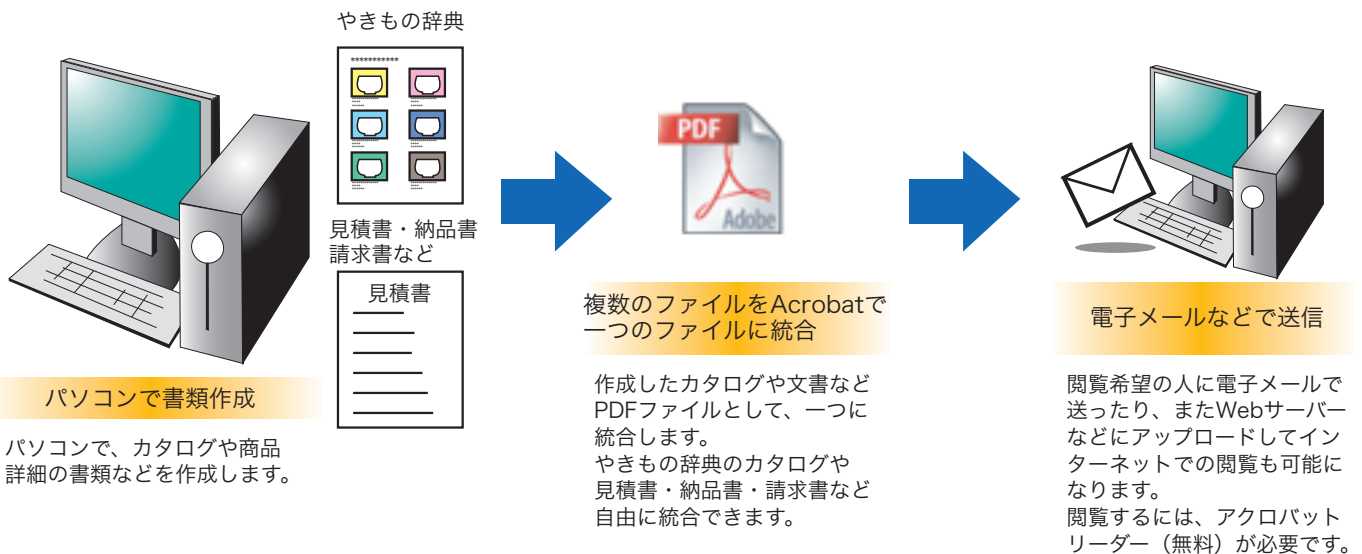 やきもの辞典
***********
見積書・納品書
請求書など
見積書
パソコンで書類作成
パソコンで、カタログや商品
詳細の書類などを作成します。
PDF
Adobe
複数のファイルをAcrobatで
一つのファイルに統合
作成したカタログや文書など
PDFファイルとして、一つに
統合します。
やきもの辞典のカタログや
見積書・納品書・請求書など
自由に統合できます。
電子メールなどで送信
閲覧希望の人に電子メールで
送ったり、またWebサーバー
などにアップロードしてイン
ターネットでの閲覧も可能に
なります。
閲覧するには、アクロバット
リーダー（無料）が必要です。